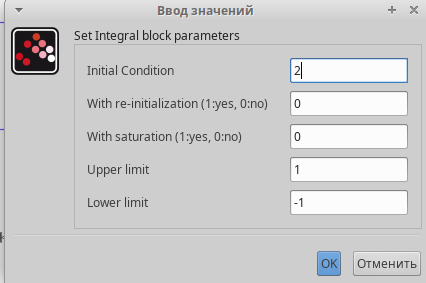 Ввод значений
Set Integral block parameters
Initial Condition 2
With re-initialization (1:yes, 0:no) 0
With saturation (1:yes, 0:no) 0
Upper limit 1
Lower limit -1
OK Отменить